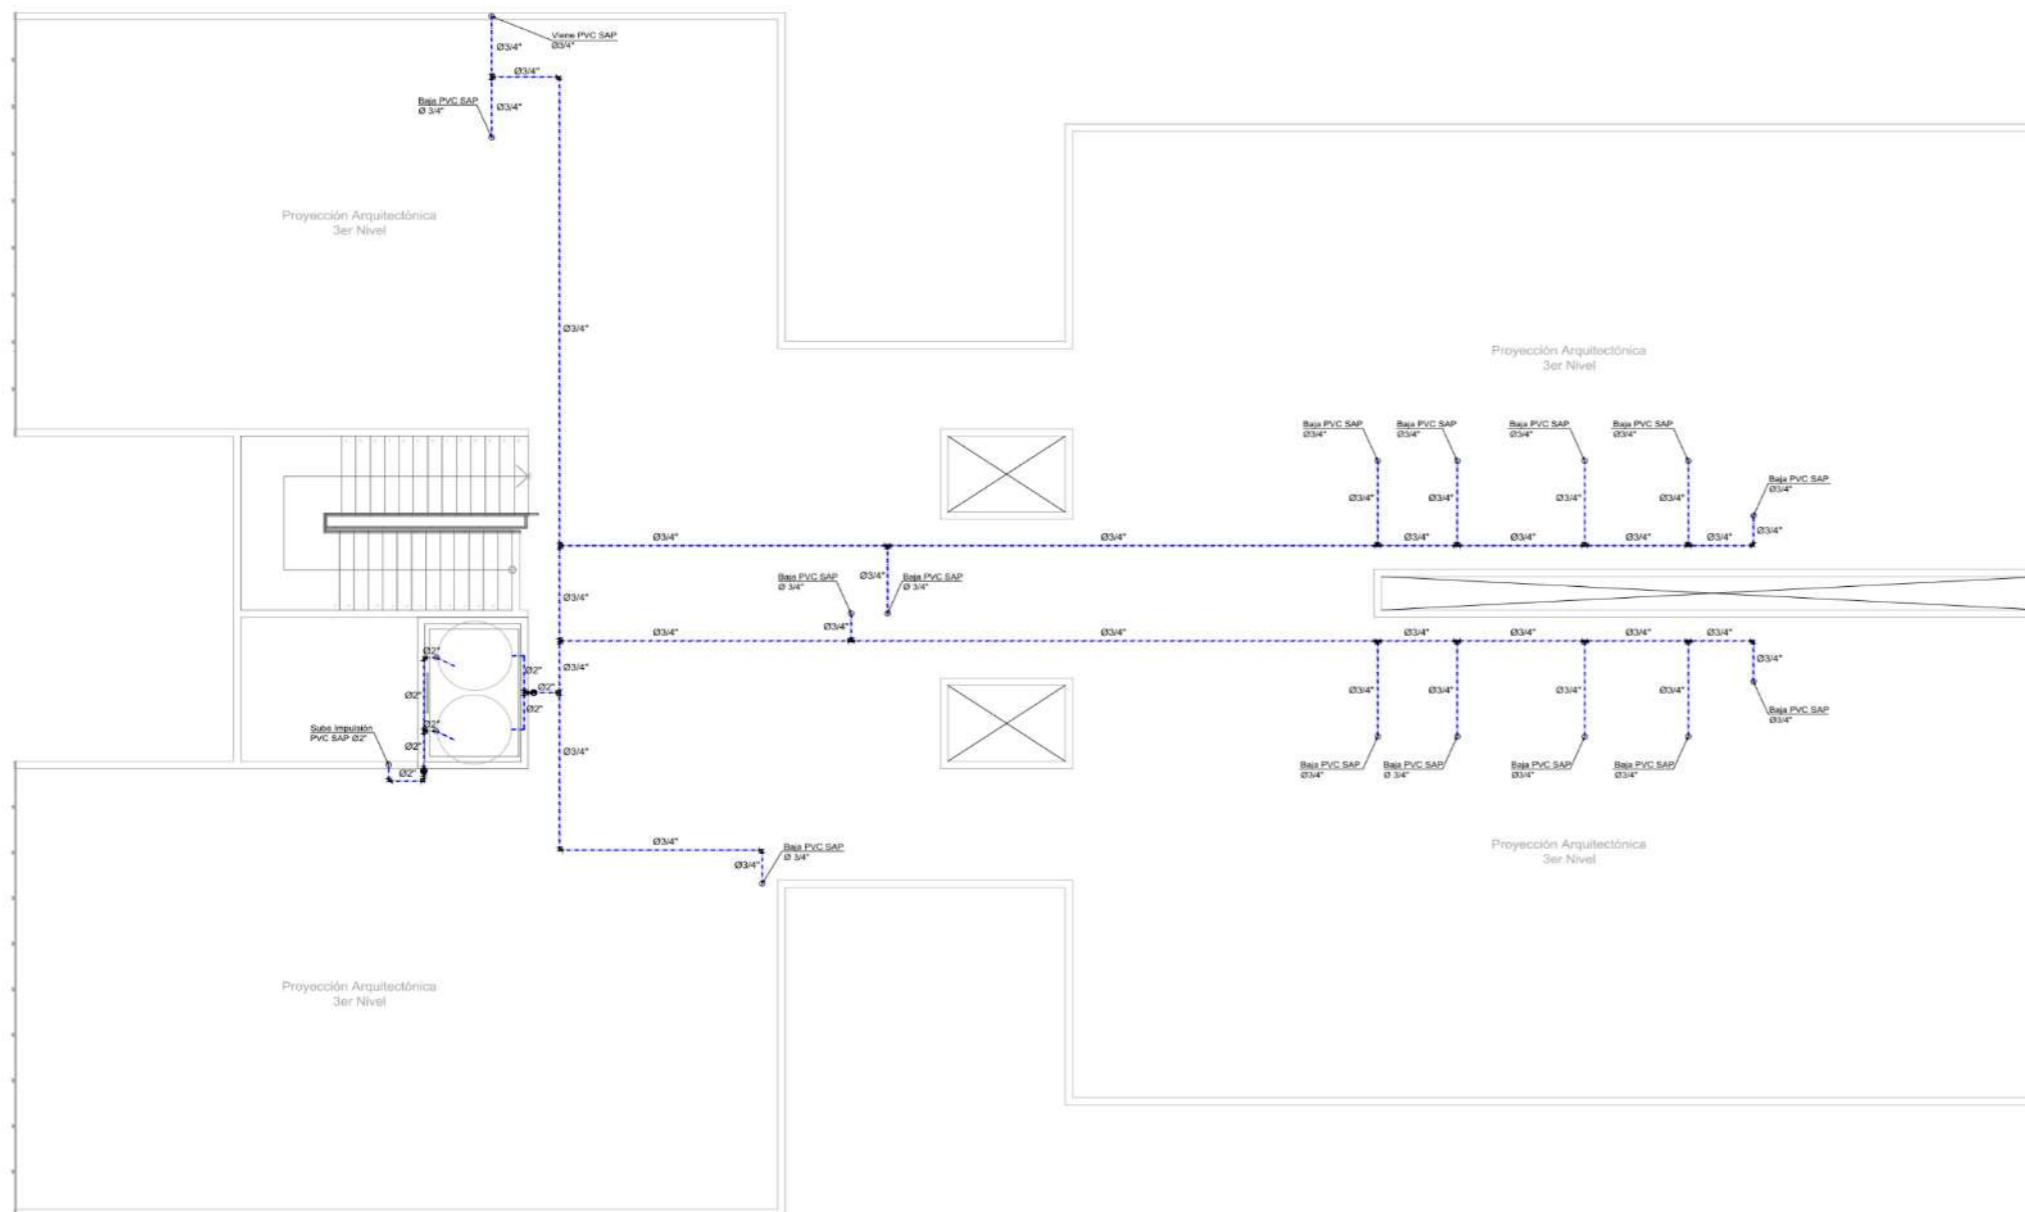 Viene PVC SAP
Ø3/4"
Ø3/4"
Ø3/4"
Baja PVC SAP
Ø 3/4"
Ø3/4"
Proyección Arquitectónica
3er Nivel
Ø3/4"
Proyección Arquitectónica
3er Nivel
Baja PVC SAP
Ø3/4"
Baja PVC SAP
Ø3/4"
Baja PVC SAP
Ø3/4"
Baja PVC SAP
Ø3/4"
Baja PVC SAP
Ø3/4"
Ø3/4"
Ø3/4"
Ø3/4"
Ø3/4"
Ø3/4"
Ø3/4"
Ø3/4"
Ø3/4"
Ø3/4"
Ø3/4"
Ø3/4"
Ø3/4"
Baja PVC SAP
Ø 3/4"
Ø3/4"
Baja PVC SAP
Ø 3/4"
Ø3/4"
Ø3/4"
Ø3/4"
Ø3/4"
Ø3/4"
Ø3/4"
Ø3/4"
Ø3/4"
Ø2"
Ø3/4"
Ø3/4"
Ø2"
Ø2"
Ø2"
Ø3/4"
Ø3/4"
Ø3/4"
Ø3/4"
Ø2"
Ø2"
Baja PVC SAP
Ø3/4"
Sube Impulsión
PVC SAP Ø2"
Ø2"
Ø3/4"
Ø2"
Baja PVC SAP
Ø3/4"
Baja PVC SAP
Ø 3/4"
Baja PVC SAP
Ø3/4"
Baja PVC SAP
Ø3/4"
Ø3/4"
Baja PVC SAP
Ø 3/4"
Ø3/4"
Proyección Arquitectónica
3er Nivel
Proyección Arquitectónica
3er Nivel